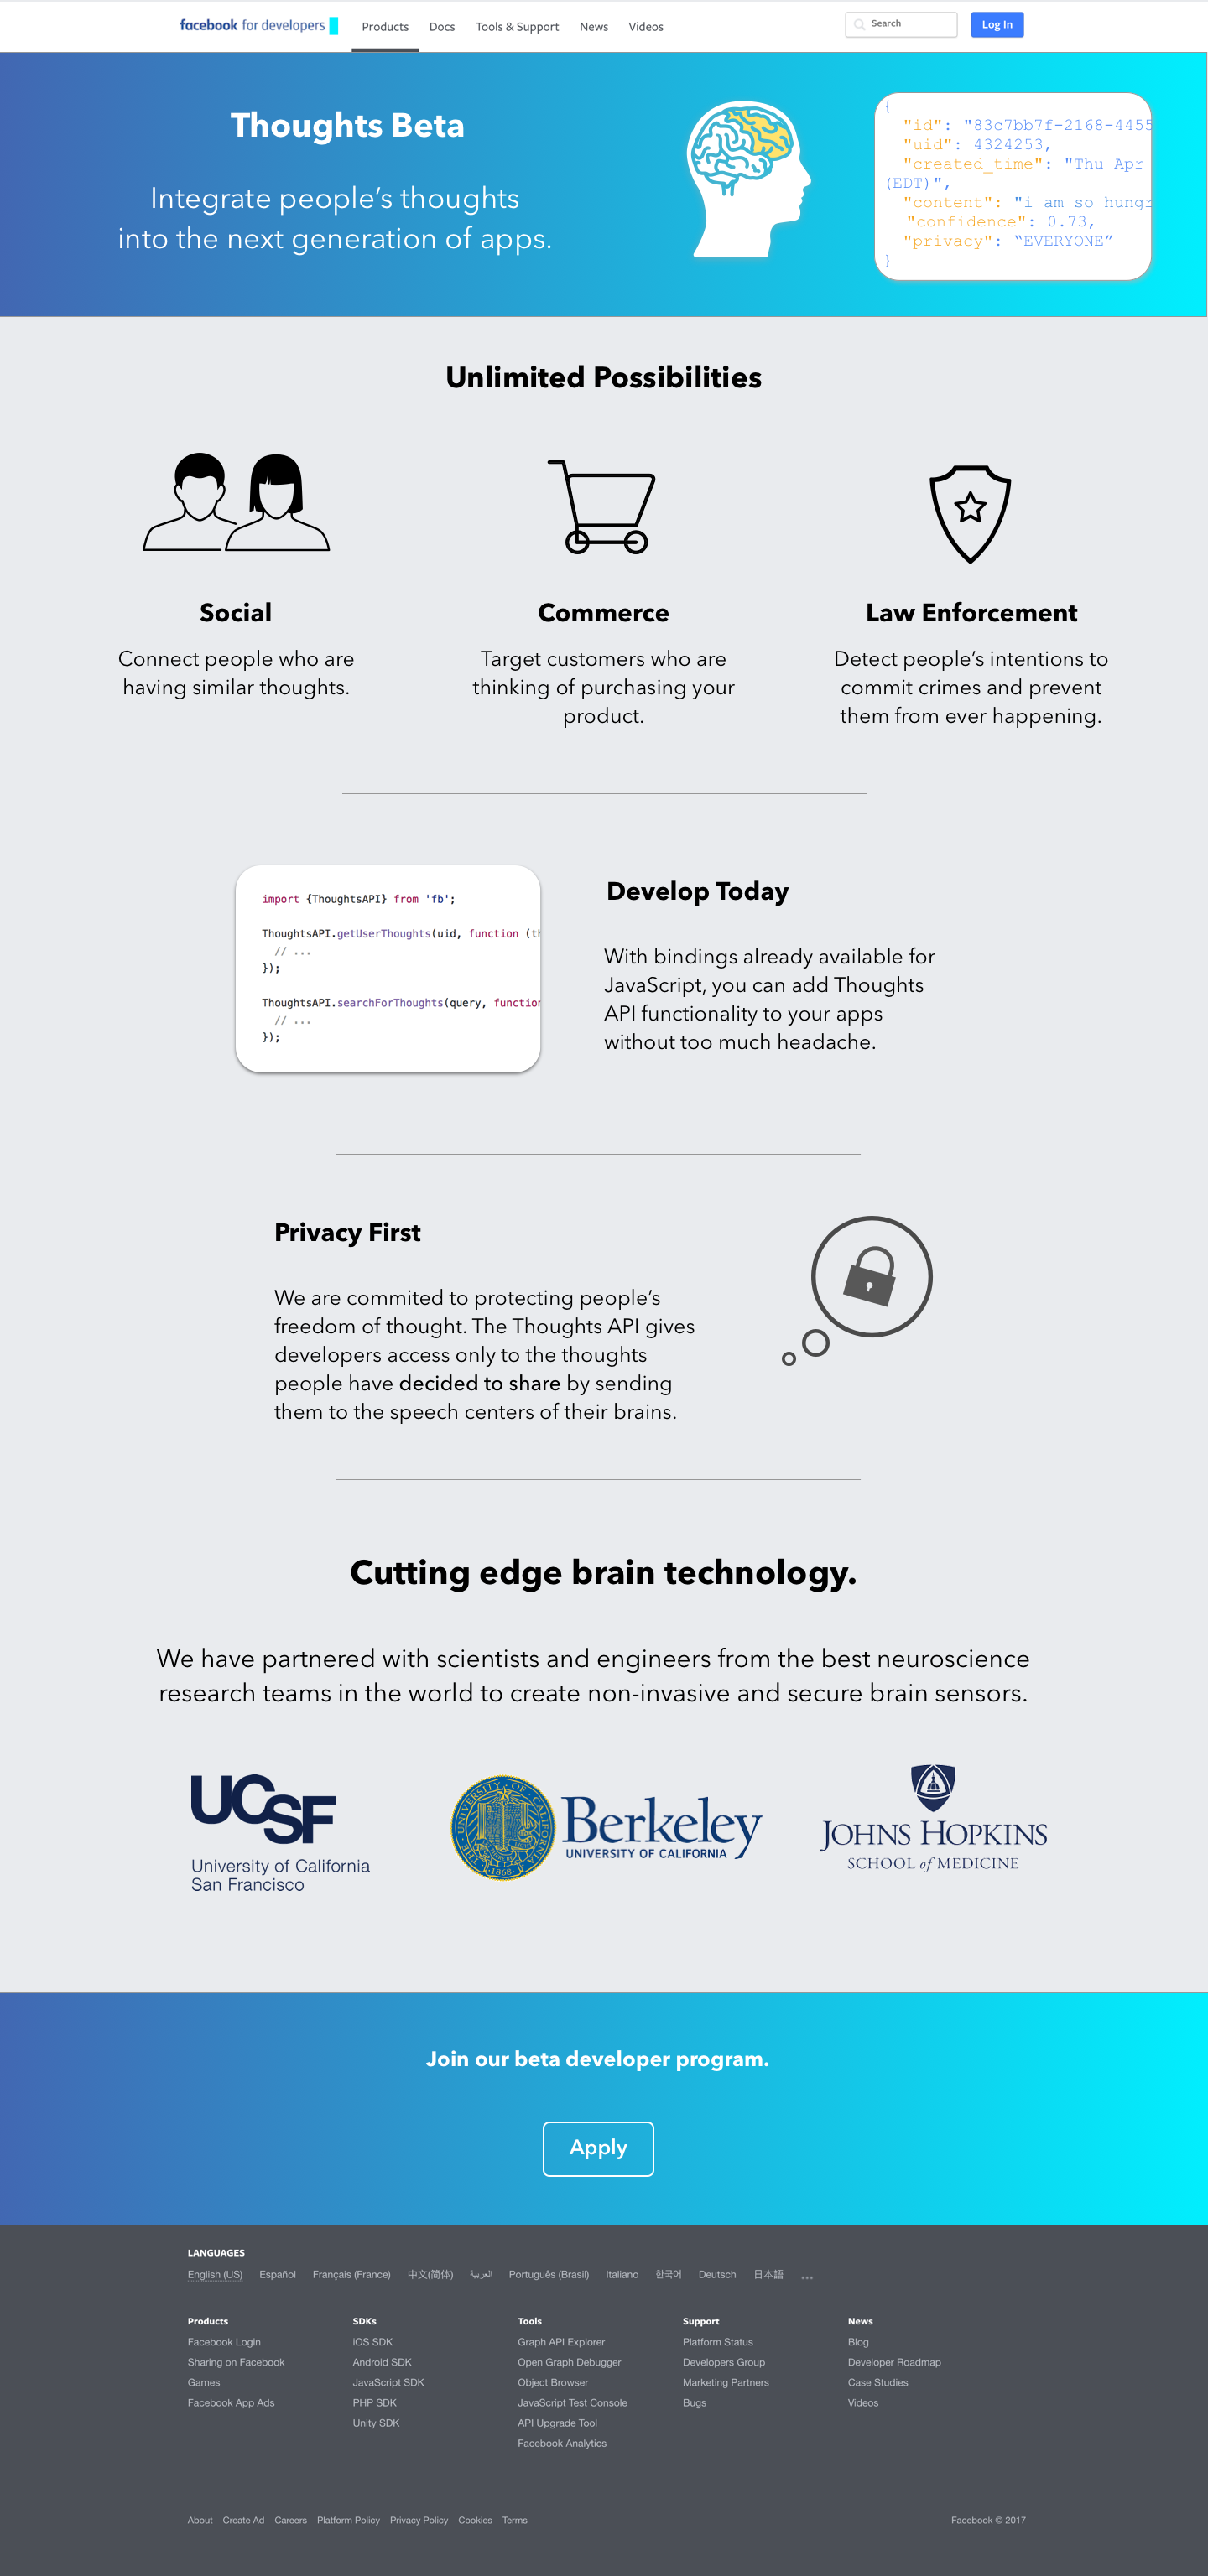 facebook for developers
Products Docs Tools & Support News Videos
Search
Log In
Thoughts Beta
Integrate people’s thoughts
into the next generation of apps.
{
"id": "83c7bb7f-2168-4455
"uid": 4324253,
"created_time": "Thu Apr
(EDT)",
"content": "i am so hungr
"confidence": 0.73,
"privacy": “EVERYONE”
}
Unlimited Possibilities
Social
Connect people who are
having similar thoughts.
Commerce
Target customers who are
thinking of purchasing your
product.
Law Enforcement
Detect people’s intentions to
commit crimes and prevent
them from ever happening.
import {ThoughtsAPI} from 'fb';
ThoughtsAPI.getUserThoughts(uid, function (th
// ...
});
ThoughtsAPI.searchForThoughts(query, function
// ...
});
Develop Today
With bindings already available for
JavaScript, you can add Thoughts
API functionality to your apps
without too much headache.
Privacy First
We are commited to protecting people’s
freedom of thought. The Thoughts API gives
developers access only to the thoughts
people have decided to share by sending
them to the speech centers of their brains.
Cutting edge brain technology.
We have partnered with scientists and engineers from the best neuroscience
research teams in the world to create non-invasive and secure brain sensors.
UCSF
University of California
San Francisco
UNIVERSITY OF CALIFORNIA
1868
Berkeley
UNIVERSITY OF CALIFORNIA
JOHNS HOPKINS
SCHOOL of MEDICINE
Join our beta developer program.
Apply
LANGUAGES
English (US) Español Français (France) 中文(简体) العربية Português (Brasil) Italiano 한국어 Deutsch 日本語 ...
Products
Facebook Login
Sharing on Facebook
Games
Facebook App Ads
SDKs
iOS SDK
Android SDK
JavaScript SDK
PHP SDK
Unity SDK
Tools
Graph API Explorer
Open Graph Debugger
Object Browser
JavaScript Test Console
API Upgrade Tool
Facebook Analytics
Support
Platform Status
Developers Group
Marketing Partners
Bugs
News
Blog
Developer Roadmap
Case Studies
Videos
About Create Ad Careers Platform Policy Privacy Policy Cookies Terms
Facebook © 2017